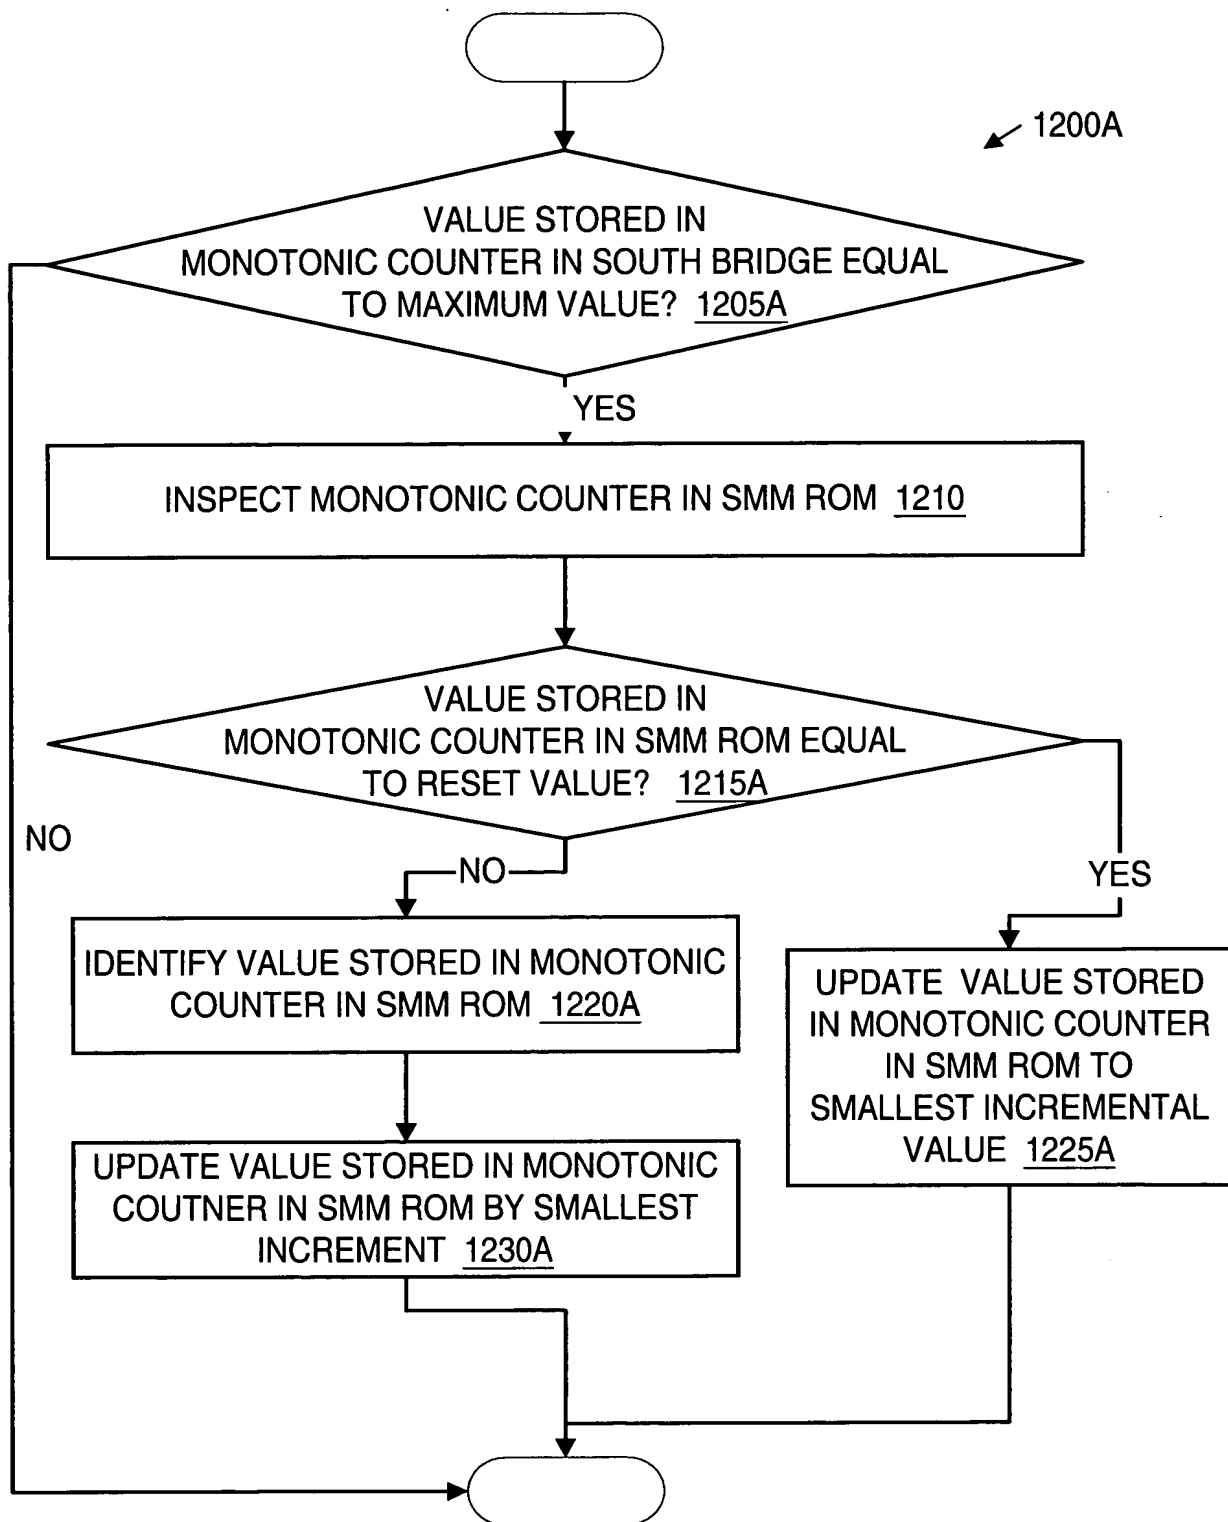 1200A
VALUE STORED IN
MONOTONIC COUNTER IN SOUTH BRIDGE EQUAL
TO MAXIMUM VALUE? 1205A
YES
INSPECT MONOTONIC COUNTER IN SMM ROM 1210
VALUE STORED IN
MONOTONIC COUNTER IN SMM ROM EQUAL
TO RESET VALUE? 1215A
NO
NO
YES
IDENTIFY VALUE STORED IN MONOTONIC
COUNTER IN SMM ROM 1220A
UPDATE VALUE STORED
IN MONOTONIC COUNTER
IN SMM ROM TO
SMALLEST INCREMENTAL
VALUE 1225A
UPDATE VALUE STORED IN MONOTONIC
COUTNER IN SMM ROM BY SMALLEST
INCREMENT 1230A